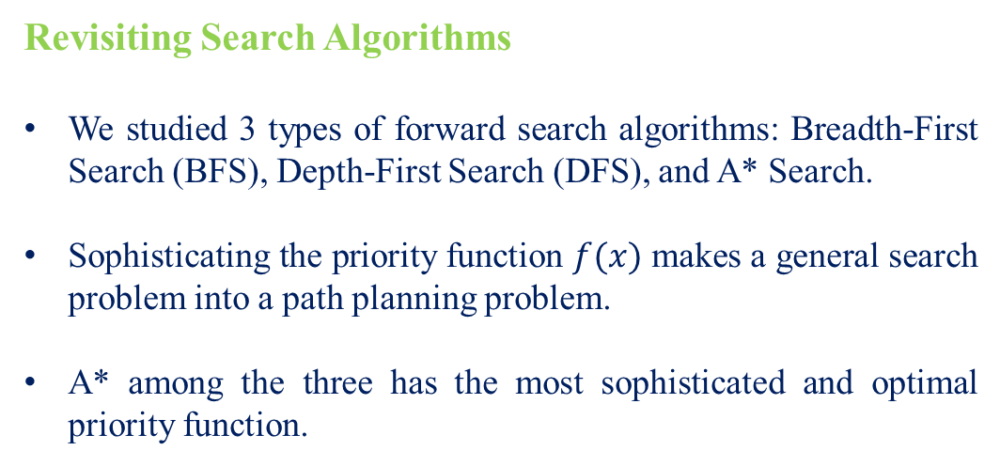 Revisiting Search Algorithms
• We studied 3 types of forward search algorithms: Breadth-First
Search (BFS), Depth-First Search (DFS), and A* Search.
• Sophisticating the priority function 𝑓(𝑥) makes a general search
problem into a path planning problem.
• A* among the three has the most sophisticated and optimal
priority function.